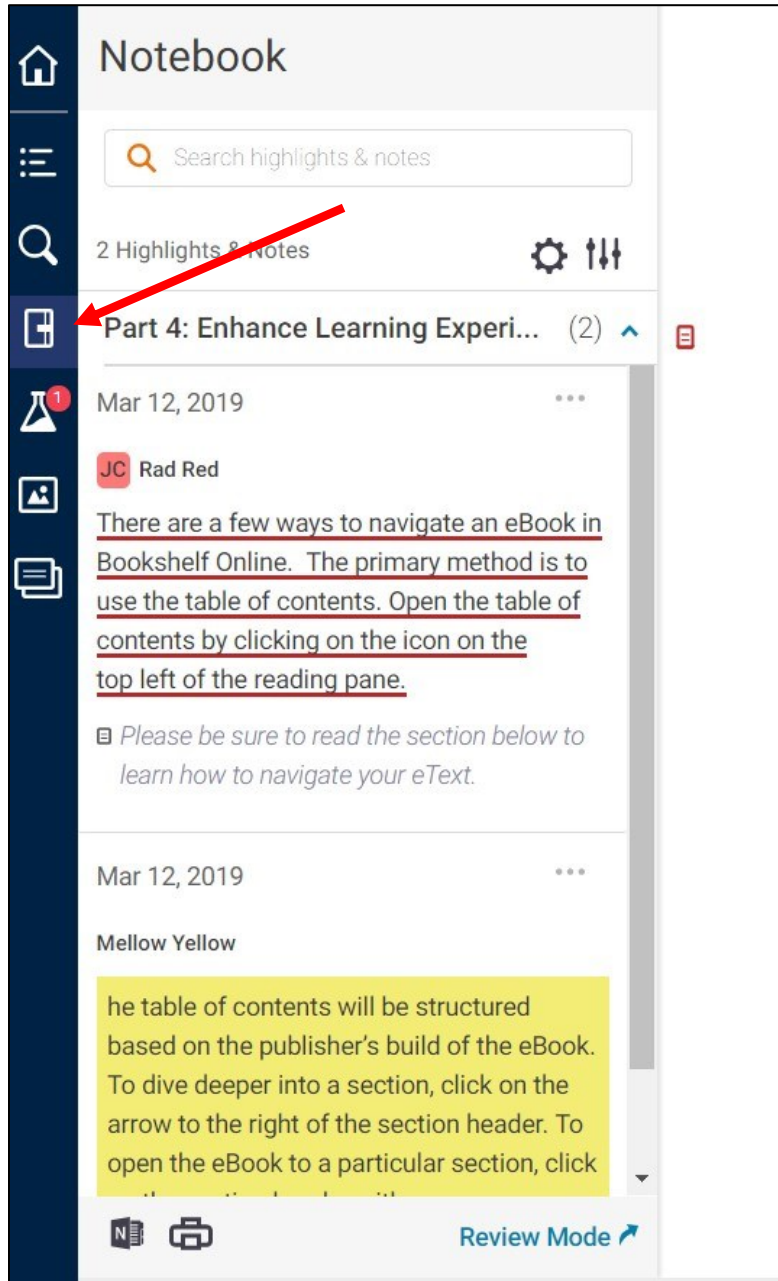 Notebook
Search highlights & notes
2 Highlights & Notes
Part 4: Enhance Learning Experi... (2)
1
Mar 12, 2019
JC Rad Red
There are a few ways to navigate an eBook in
Bookshelf Online. The primary method is to
use the table of contents. Open the table of
contents by clicking on the icon on the
top left of the reading pane.
Please be sure to read the section below to
learn how to navigate your eText.
Mar 12, 2019
Mellow Yellow
he table of contents will be structured
based on the publisher's build of the eBook.
To dive deeper into a section, click on the
arrow to the right of the section header. To
open the eBook to a particular section, click
N
Review Mode